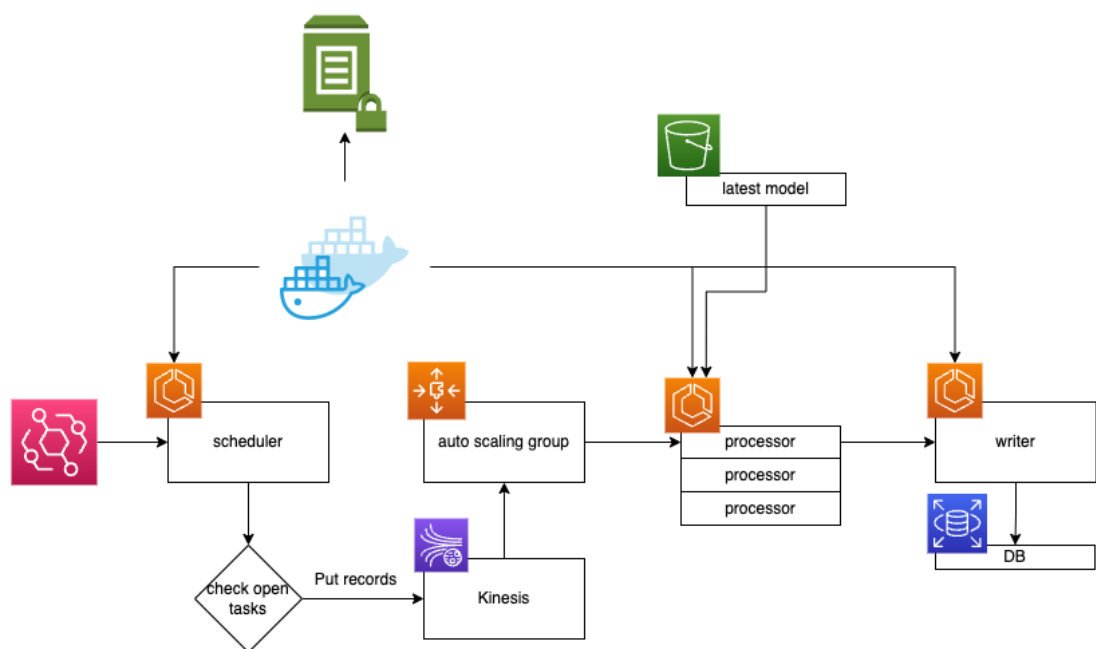 latest model
scheduler
auto scaling group
processor
processor
processor
writer
check open
tasks
Put records
Kinesis
DB